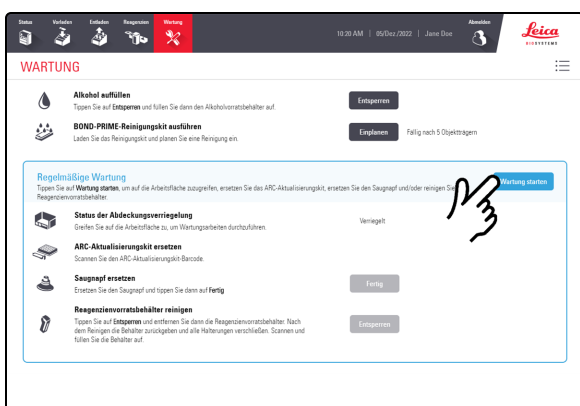 Status Vorladen Entladen Reagenzien Wartung
10:20 AM | 05/Dez./2022 | Jane Doe
Abmelden
Leica
BIOSYSTEMS
WARTUNG
Alkohol auffüllen
Tippen Sie auf Entsperren und füllen Sie dann den Alkoholvorratsbehälter auf.
Entsperren
BOND-PRIME-Reinigungskit ausführen
Laden Sie das Reinigungskit und planen Sie eine Reinigung ein.
Einplanen
Fällig nach 5 Objektträgern
Regelmäßige Wartung
Tippen Sie auf Wartung starten, um auf die Arbeitsfläche zuzugreifen, ersetzen Sie das ARC-Aktualisierungskit, ersetzen Sie den Saugnapf und/oder reinigen Sie
Reagenzienvorratsbehälter.
Wartung starten
Status der Abdeckungsverriegelung
Greifen Sie auf die Arbeitsfläche zu, um Wartungsarbeiten durchzuführen.
Verriegelt
ARC-Aktualisierungskit ersetzen
Scannen Sie den ARC-Aktualisierungskit-Barcode.
Saugnapf ersetzen
Ersetzen Sie den Saugnapf und tippen Sie dann auf Fertig
Fertig
Reagenzienvorratsbehälter reinigen
Tippen Sie auf Entsperren und entfernen Sie dann die Reagenzienvorratsbehälter. Nach
dem Reinigen die Behälter zurückgeben und alle Halterungen verschließen. Scannen und
füllen Sie die Behälter auf.
Entsperren